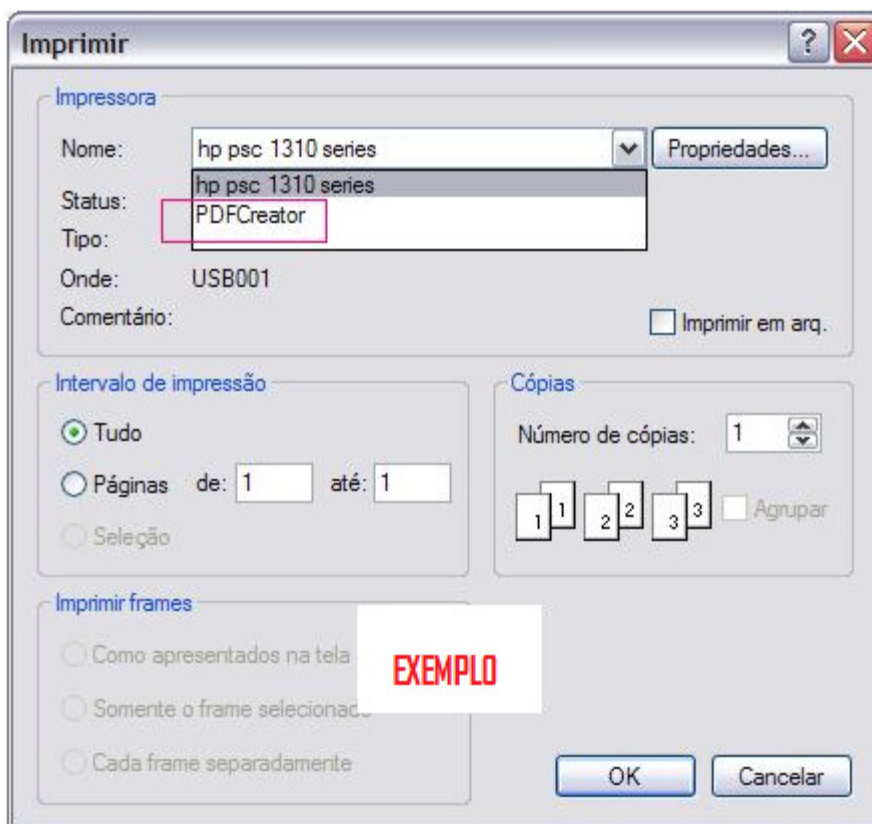 Imprimir
Impressora
Nome: hp psc 1310 series Propriedades...
hp psc 1310 series
Status:
PDFCreator
Tipo:
Onde: USB001
Comentário:
Imprimir em arq.
Intervalo de impressão
Tudo
Páginas de: 1 até: 1
Seleção
Cópias
Número de cópias: 1
1 1 2 2 3 3 Agrupar
Imprimir frames
Como apresentados na tela
Somente o frame selecionado
Cada frame separadamente
EXEMPLO
OK Cancelar